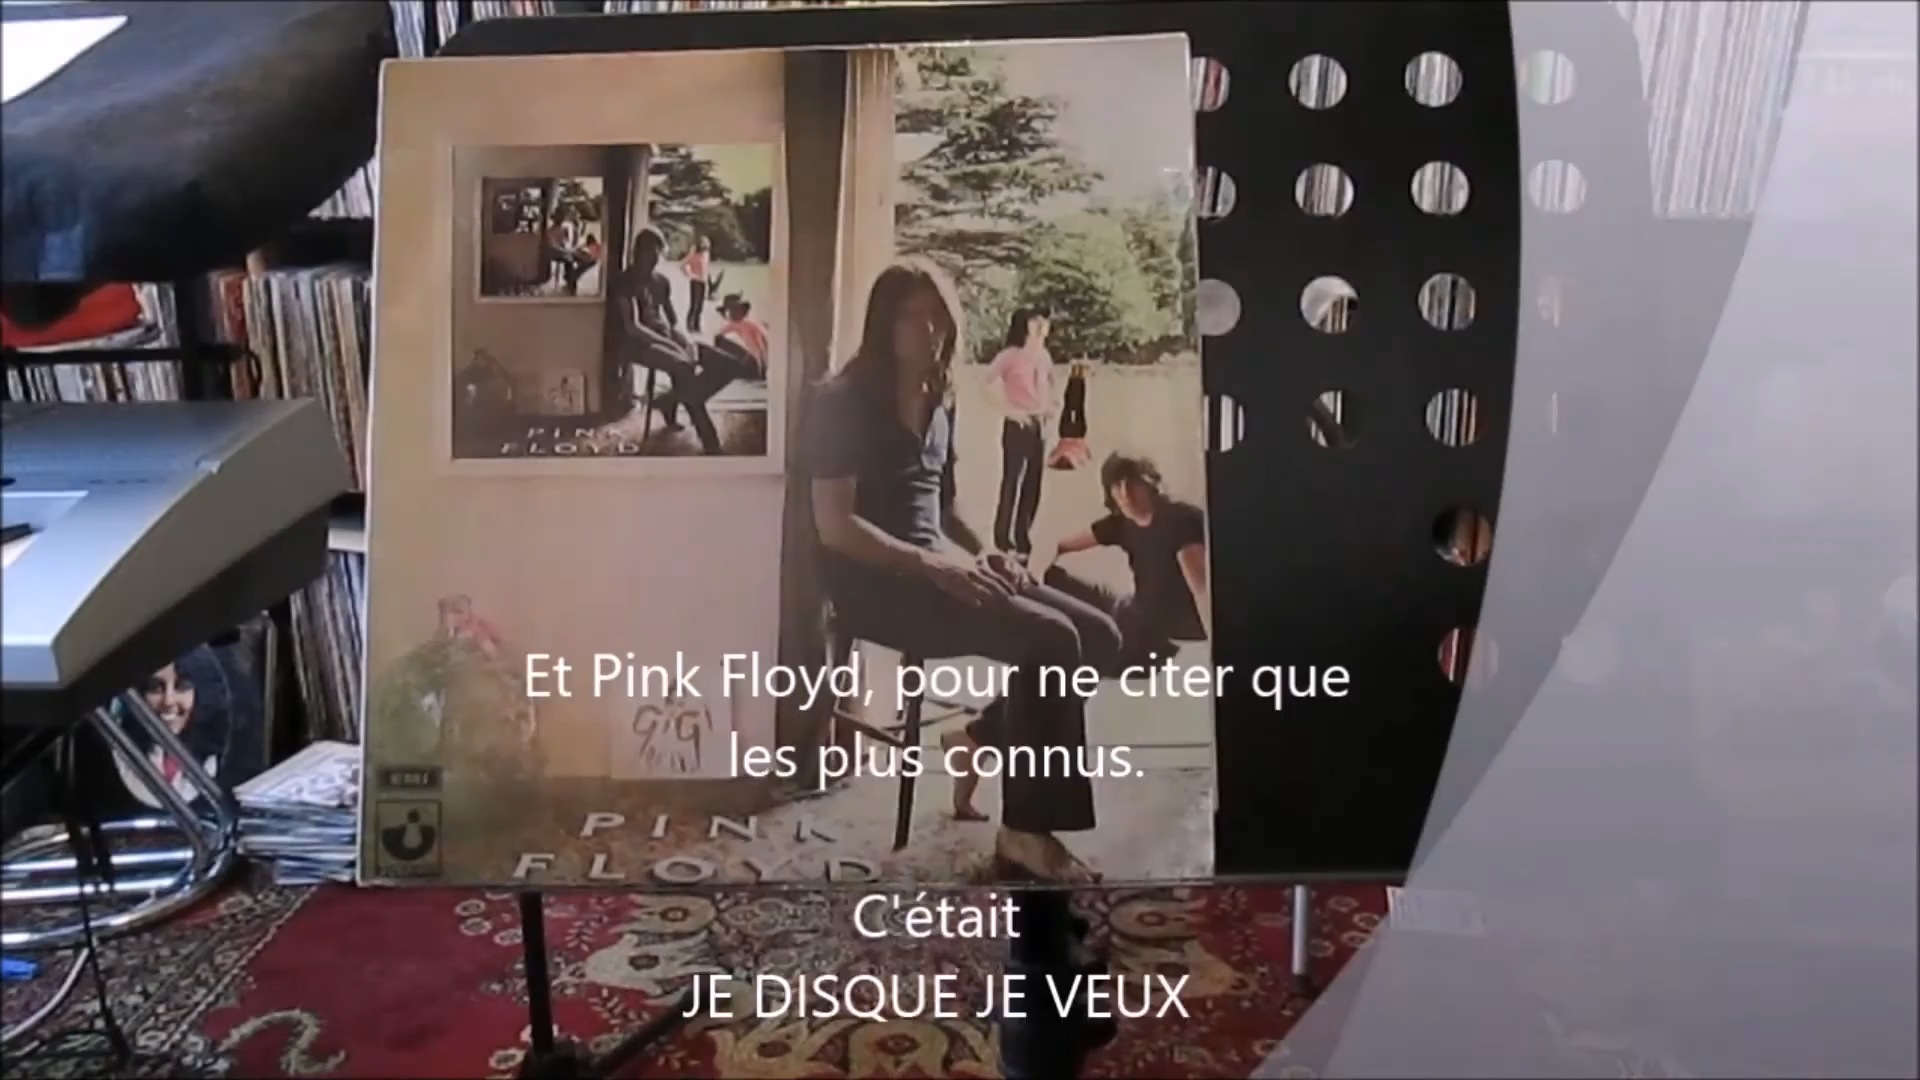 PINK
FLOYD
GIGI
PINK
FLOYD
Et Pink Floyd, pour ne citer que
les plus connus.
C'était
JE DISQUE JE VEUX